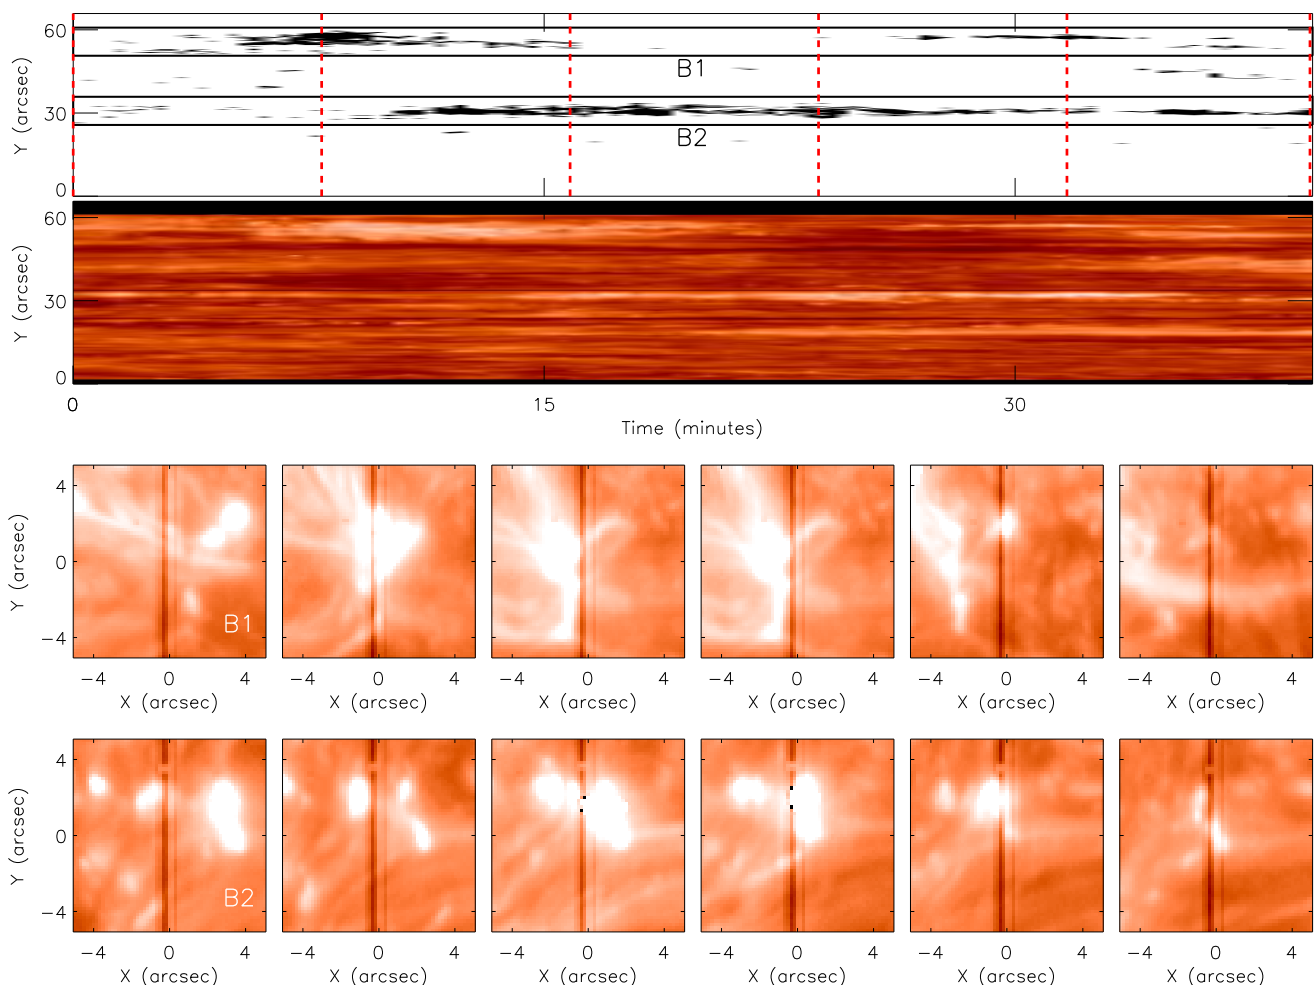 60
30
0
Y (arcsec)
B1
B2
60
30
0
Y (arcsec)
0
15
30
Time (minutes)
4
0
−4
Y (arcsec)
B1
−4 0 4 −4 0 4 −4 0 4 −4 0 4 −4 0 4 −4 0 4
X (arcsec) X (arcsec) X (arcsec) X (arcsec) X (arcsec) X (arcsec)
4
0
−4
Y (arcsec)
B2
−4 0 4 −4 0 4 −4 0 4 −4 0 4 −4 0 4 −4 0 4
X (arcsec) X (arcsec) X (arcsec) X (arcsec) X (arcsec) X (arcsec)